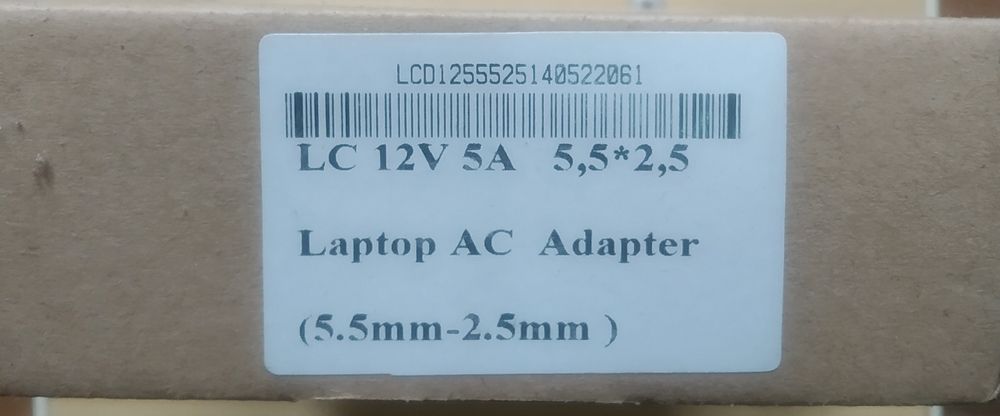 LCD1255525140522061
LC 12V 5A 5,5*2,5
Laptop AC Adapter
(5.5mm-2.5mm )